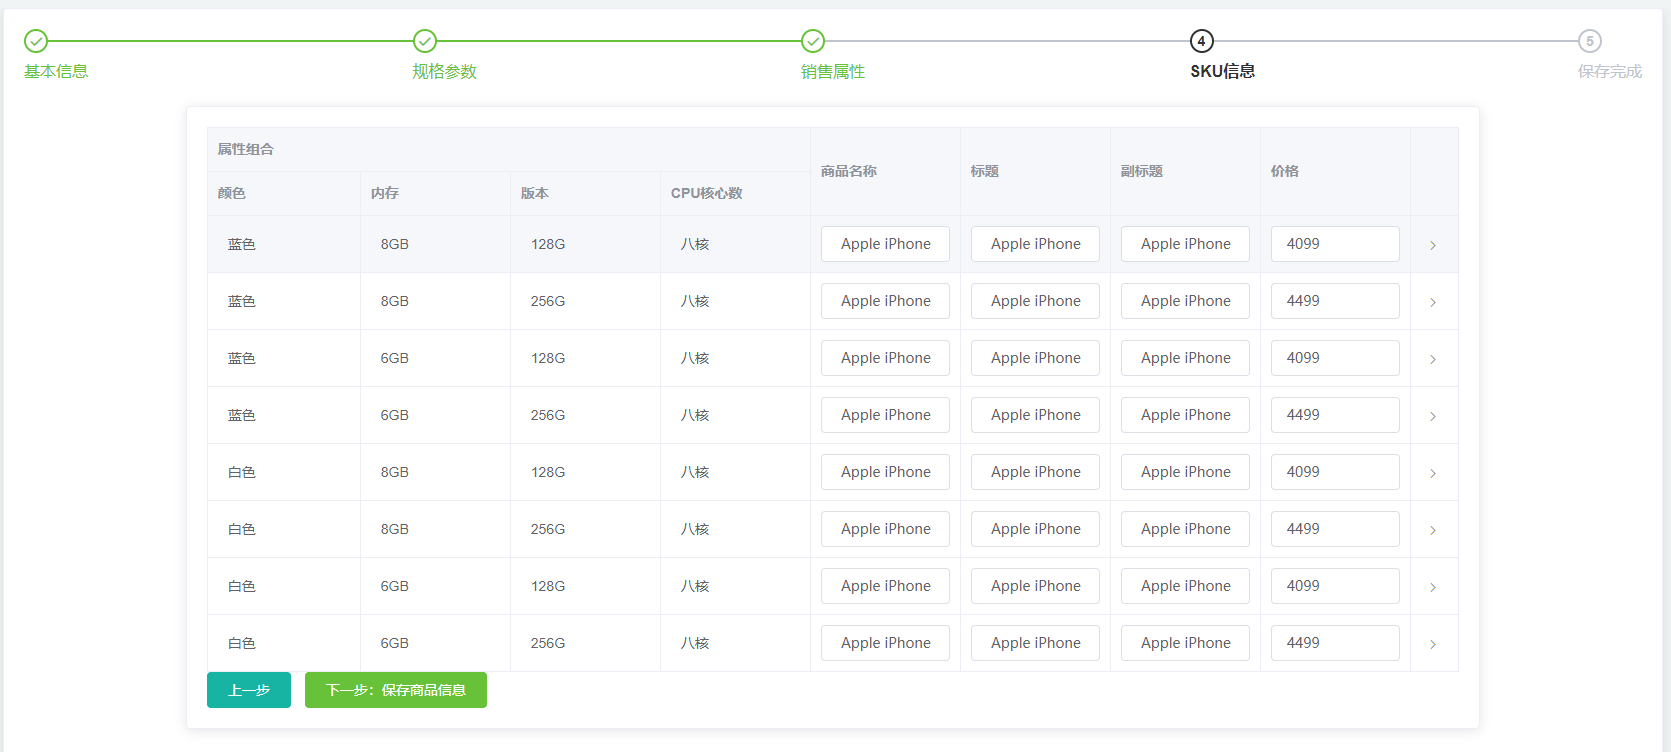 4 5
基本信息 规格参数 销售属性 SKU信息 保存完成
属性组合 商品名称 标题 副标题 价格
颜色 内存 版本 CPU核心数
蓝色 8GB 128G 八核 Apple iPhone Apple iPhone Apple iPhone 4099
蓝色 8GB 256G 八核 Apple iPhone Apple iPhone Apple iPhone 4499
蓝色 6GB 128G 八核 Apple iPhone Apple iPhone Apple iPhone 4099
蓝色 6GB 256G 八核 Apple iPhone Apple iPhone Apple iPhone 4499
白色 8GB 128G 八核 Apple iPhone Apple iPhone Apple iPhone 4099
白色 8GB 256G 八核 Apple iPhone Apple iPhone Apple iPhone 4499
白色 6GB 128G 八核 Apple iPhone Apple iPhone Apple iPhone 4099
白色 6GB 256G 八核 Apple iPhone Apple iPhone Apple iPhone 4499
上一步 下一步：保存商品信息